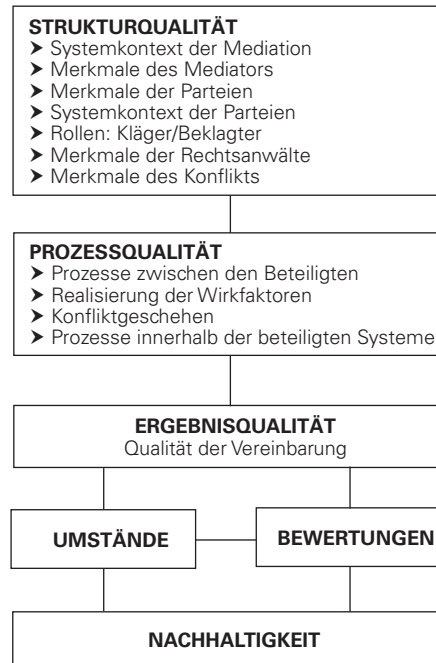 STRUKTURQUALITÄT
➤ Systemkontext der Mediation
➤ Merkmale des Mediators
➤ Merkmale der Parteien
➤ Systemkontext der Parteien
➤ Rollen: Kläger/Beklagter
➤ Merkmale der Rechtsanwälte
➤ Merkmale des Konflikts
PROZESSQUALITÄT
➤ Prozesse zwischen den Beteiligten
➤ Realisierung der Wirkfaktoren
➤ Konfliktgeschehen
➤ Prozesse innerhalb der beteiligten Systeme
ERGEBNISQUALITÄT
Qualität der Vereinbarung
UMSTÄNDE
BEWERTUNGEN
NACHHALTIGKEIT